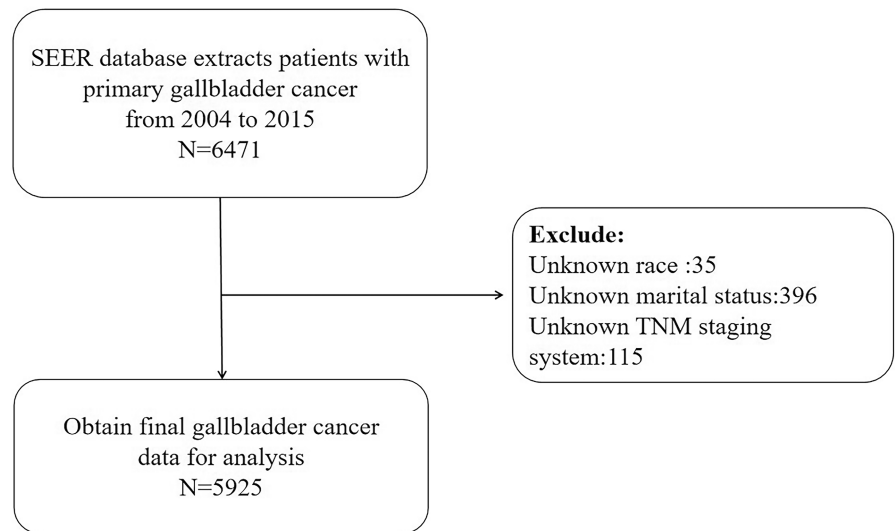 SEER database extracts patients with
primary gallbladder cancer
from 2004 to 2015
N=6471
Exclude:
Unknown race :35
Unknown marital status:396
Unknown TNM staging
system:115
Obtain final gallbladder cancer
data for analysis
N=5925